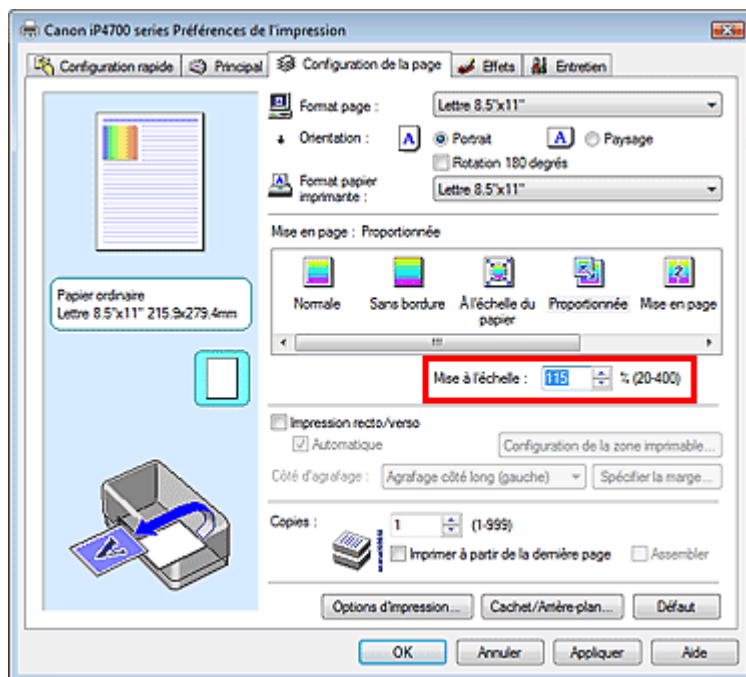 Canon iP4700 series Préférences de l'impression
Configuration rapide
Principal
Configuration de la page
Effets
Entretien
Format page :
Lettre 8.5"x11"
Orientation :
A
Portrait
A
Paysage
Rotation 180 degrés
Format papier
imprimante :
Lettre 8.5"x11"
Mise en page : Proportionnée
Normale
Sans bordure
À l'échelle du
papier
Proportionnée
Mise en page
Papier ordinaire
Lettre 8.5"x11" 215.9x279.4mm
Mise à l'échelle :
115
% (20-400)
Impression recto/verso
Automatique
Configuration de la zone imprimable...
Côté d'agrafage :
Agrafage côté long (gauche)
Spécifier la marge...
Copies :
1
(1-999)
Imprimer à partir de la dernière page
Assembler
Options d'impression...
Cachet/Arrière-plan...
Défaut
OK
Annuler
Appliquer
Aide